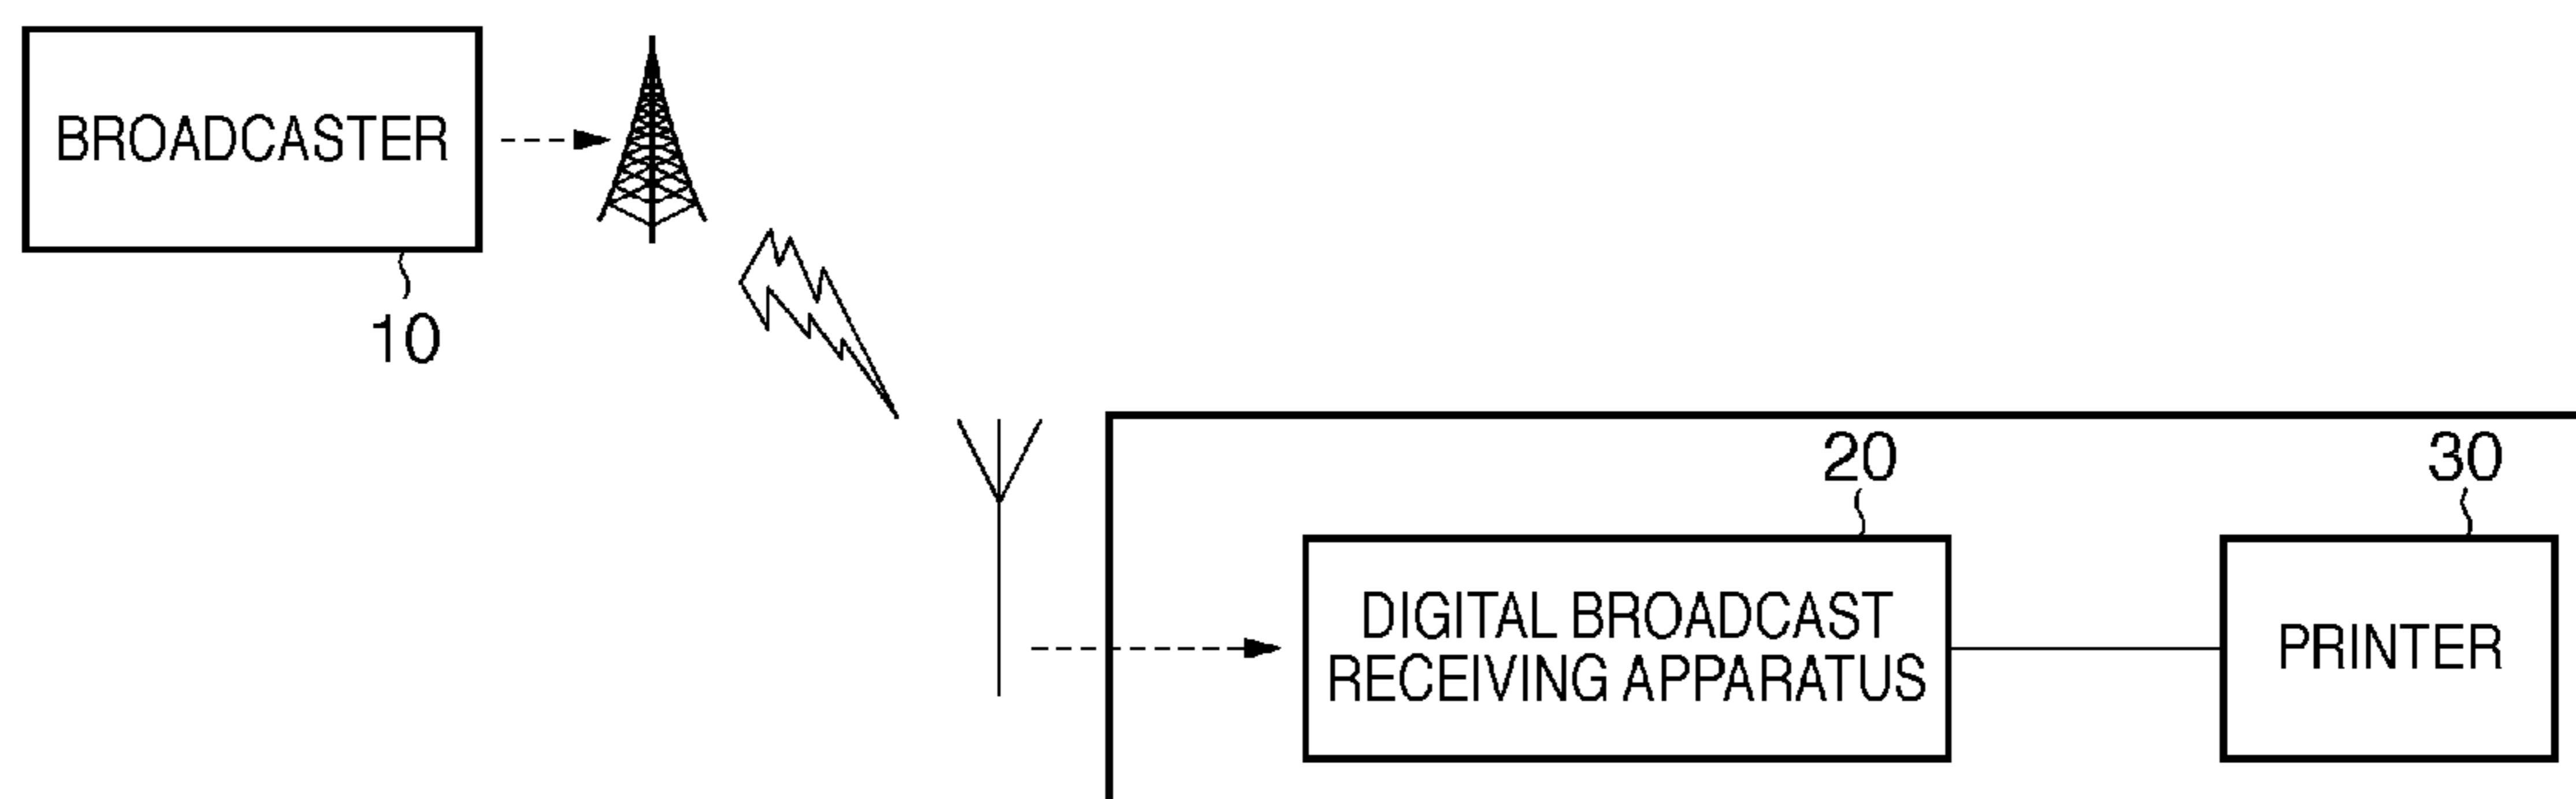 BROADCASTER
10
20
30
DIGITAL BROADCAST
RECEIVING APPARATUS
PRINTER